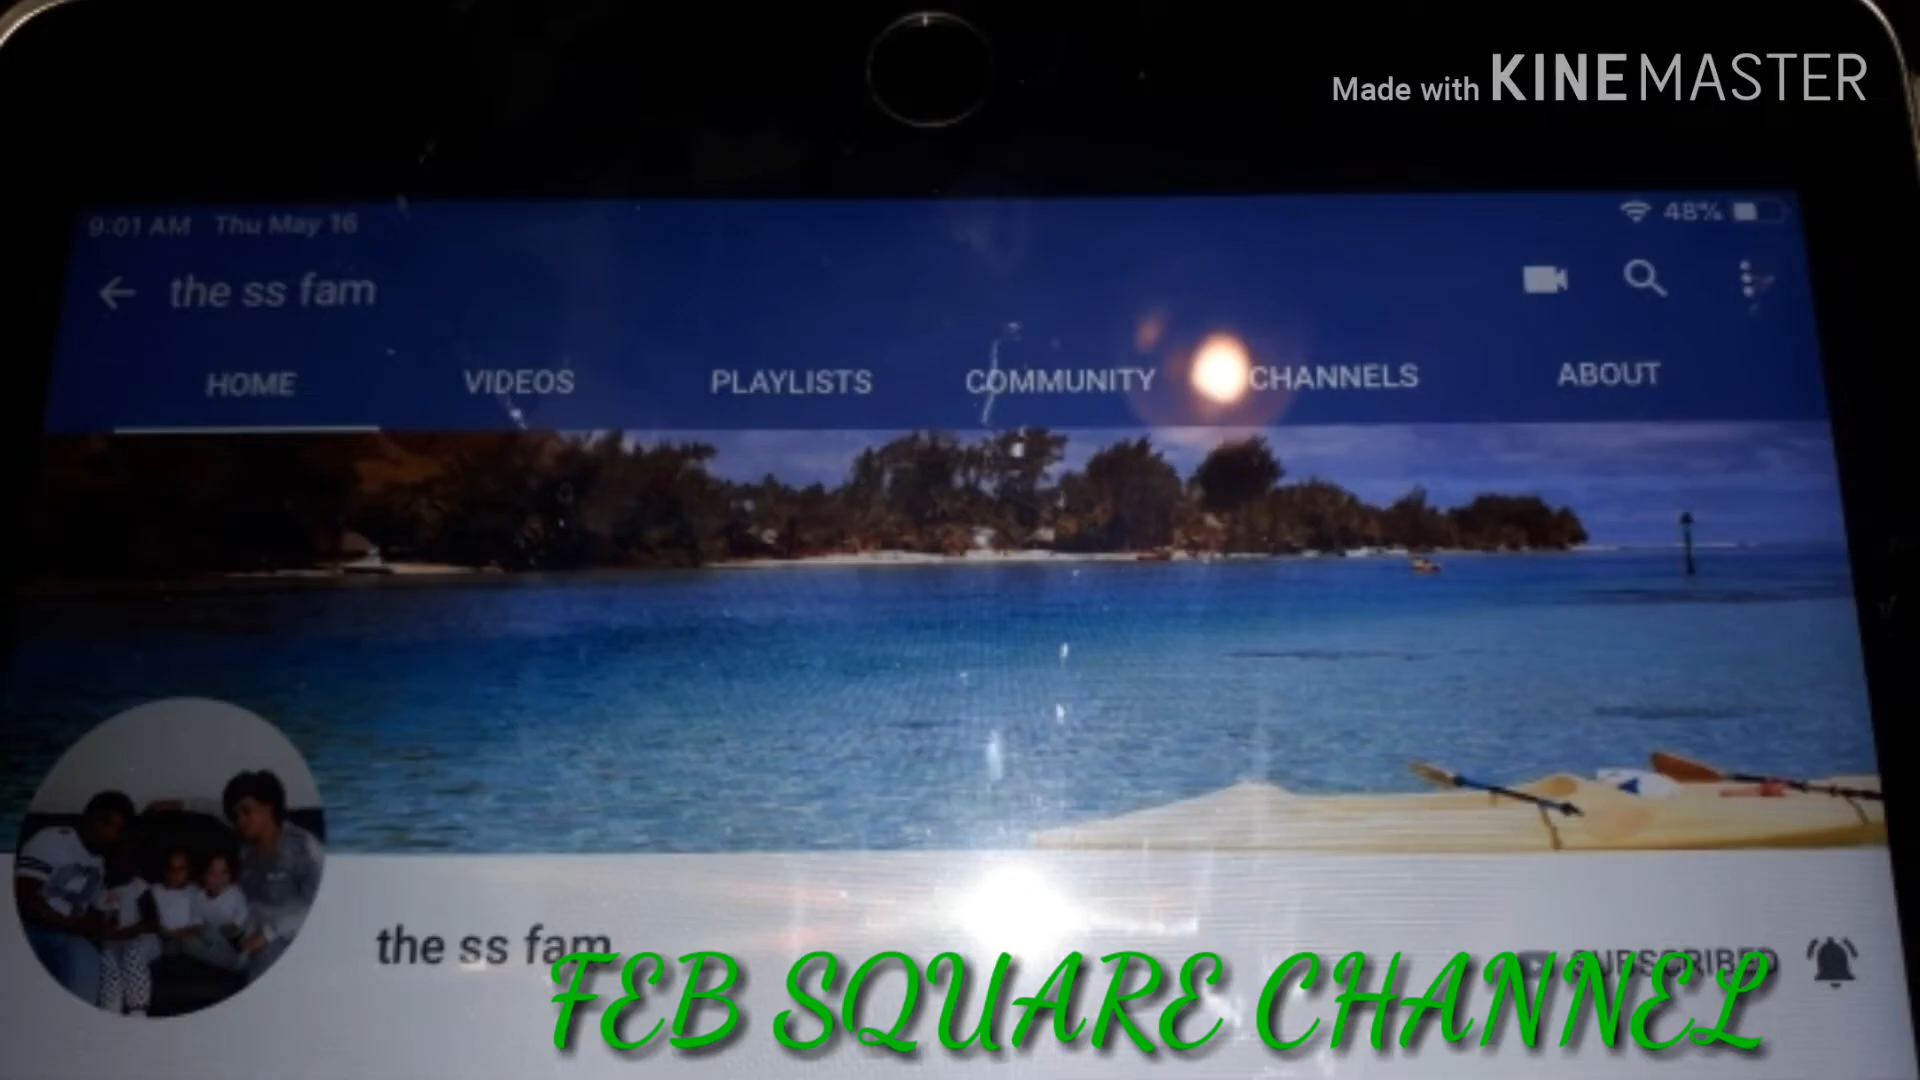 Made with KINEMASTER
9:01 AM Thu May 16
48%
the ss fam
HOME VIDEOS PLAYLISTS COMMUNITY CHANNELS ABOUT
the ss fam
SUBSCRIBED
FEB SQUARE CHANNEL